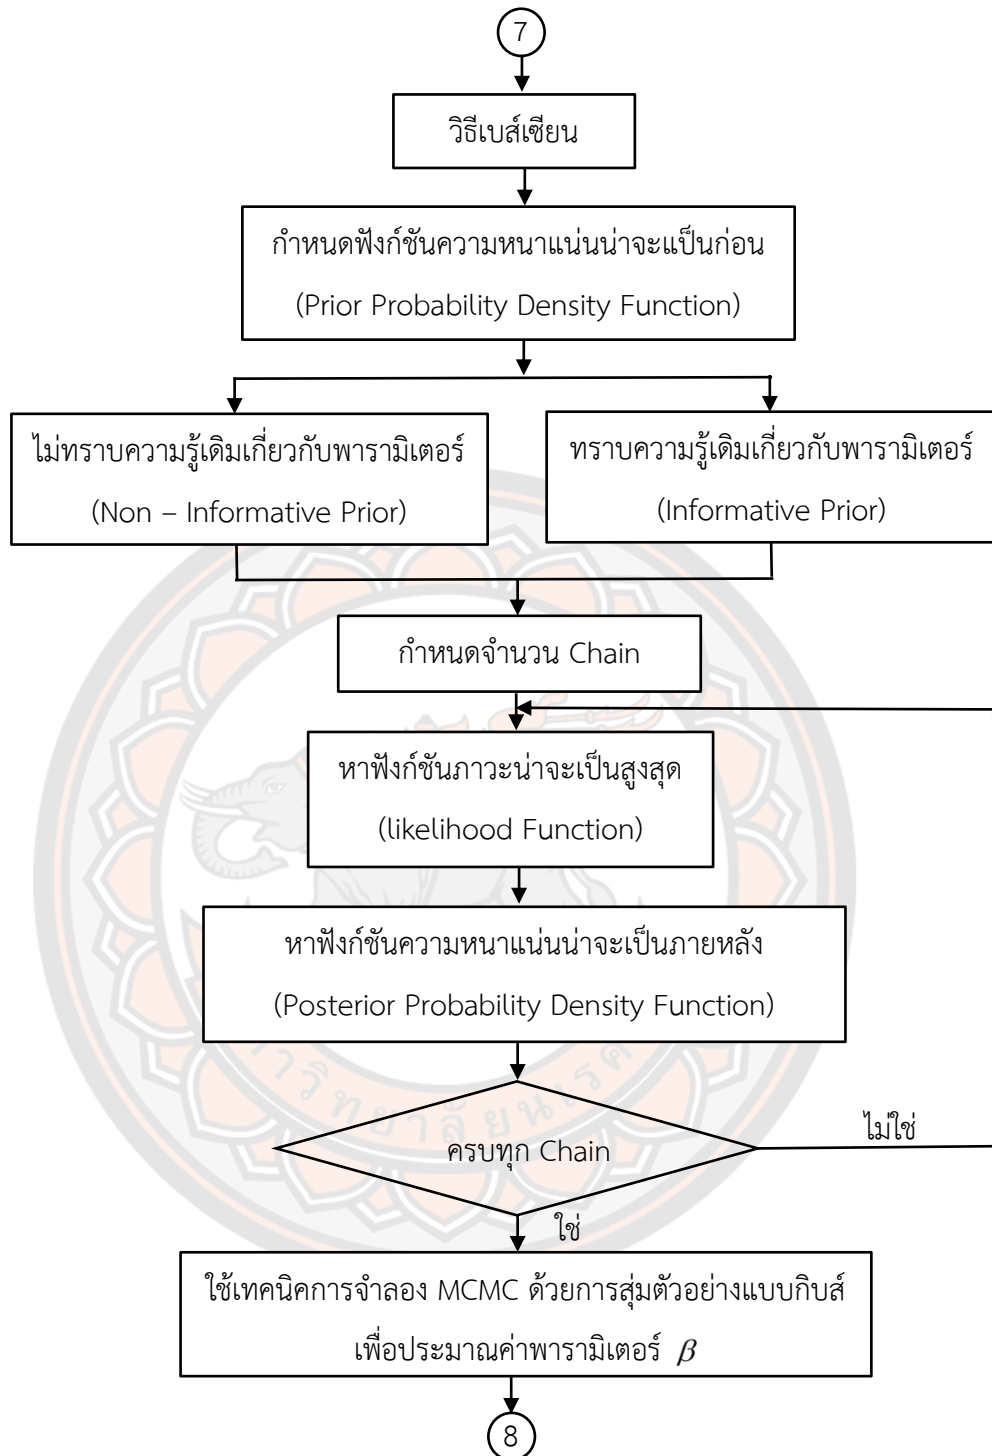 7
วิธีเบส์เซียน
กำหนดฟังก์ชันความหนาแน่นน่าจะแป็นก่อน
(Prior Probability Density Function)
ไม่ทราบความรู้เดิมเกี่ยวกับพารามิเตอร์
(Non – Informative Prior)
ทราบความรู้เดิมเกี่ยวกับพารามิเตอร์
(Informative Prior)
กำหนดจำนวน Chain
หาฟังก์ชันภาวะน่าจะเป็นสูงสุด
(likelihood Function)
หาฟังก์ชันความหนาแน่นน่าจะเป็นภายหลัง
(Posterior Probability Density Function)
ครบทุก Chain
ไม่ใช่
ใช่
ใช้เทคนิคการจำลอง MCMC ด้วยการสุ่มตัวอย่างแบบกิบส์
เพื่อประมาณค่าพารามิเตอร์ β
8